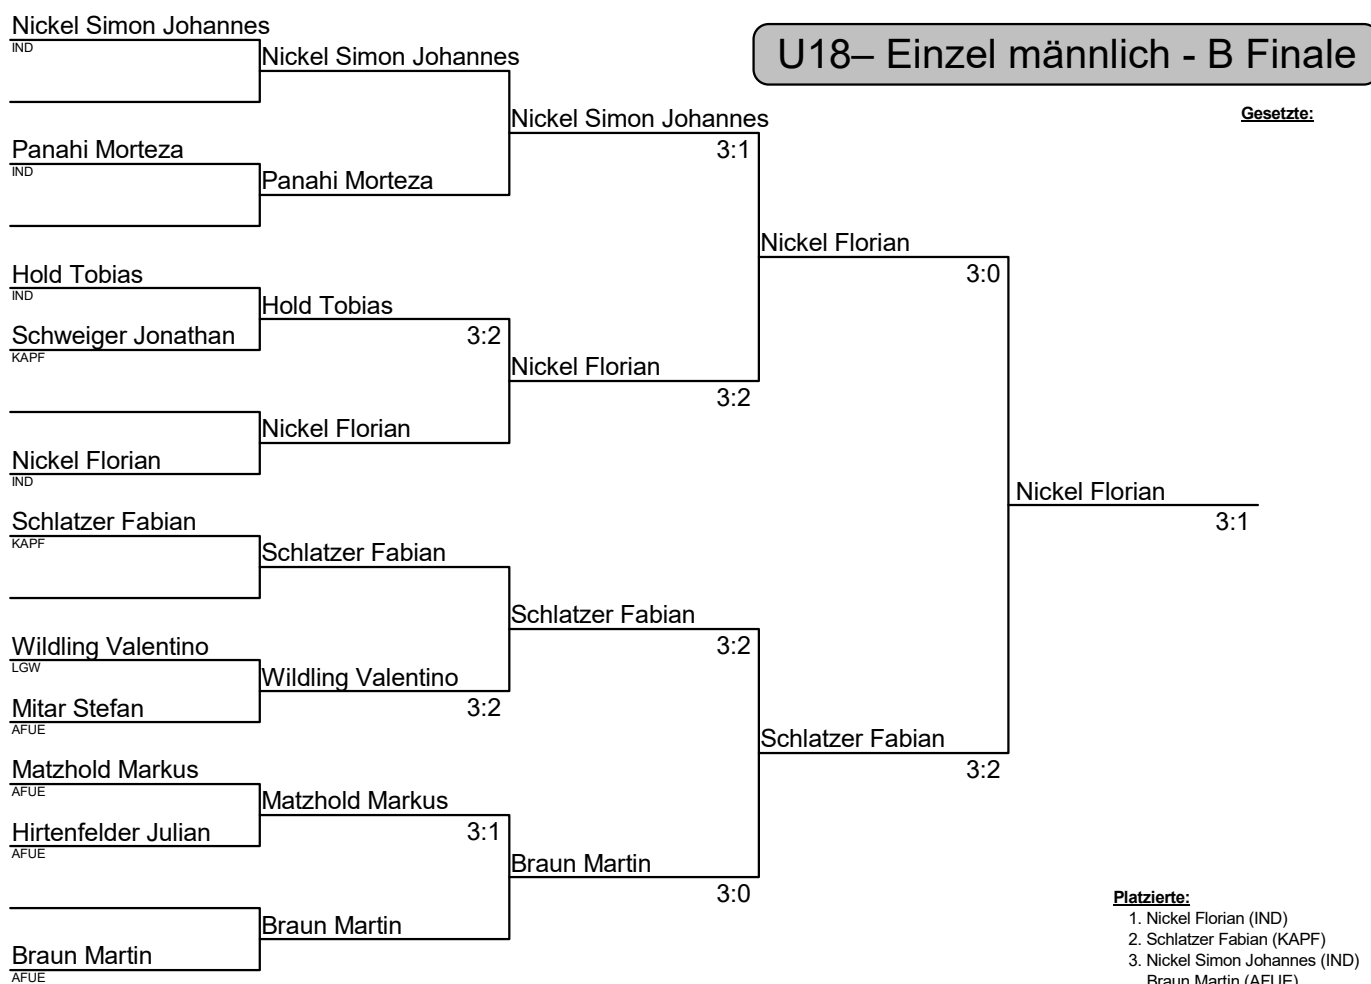 U18– Einzel männlich - B Finale
Gesetzte:
Nickel Simon Johannes
IND
Panahi Morteza
IND
Hold Tobias
IND
Schweiger Jonathan
KAPF
Nickel Florian
IND
Schlatzer Fabian
KAPF
Wildling Valentino
LGW
Mitar Stefan
AFUE
Matzhold Markus
AFUE
Hirtenfelder Julian
AFUE
Braun Martin
AFUE
Nickel Simon Johannes
Panahi Morteza
Hold Tobias
3:2
Nickel Florian
Schlatzer Fabian
Wildling Valentino
3:2
Matzhold Markus
3:1
Braun Martin
Nickel Simon Johannes
3:1
Nickel Florian
3:2
Schlatzer Fabian
3:2
Braun Martin
3:0
Nickel Florian
3:0
Schlatzer Fabian
3:2
Nickel Florian
3:1
Platzierte:
1. Nickel Florian (IND)
2. Schlatzer Fabian (KAPF)
3. Nickel Simon Johannes (IND)
Braun Martin (AFUE)